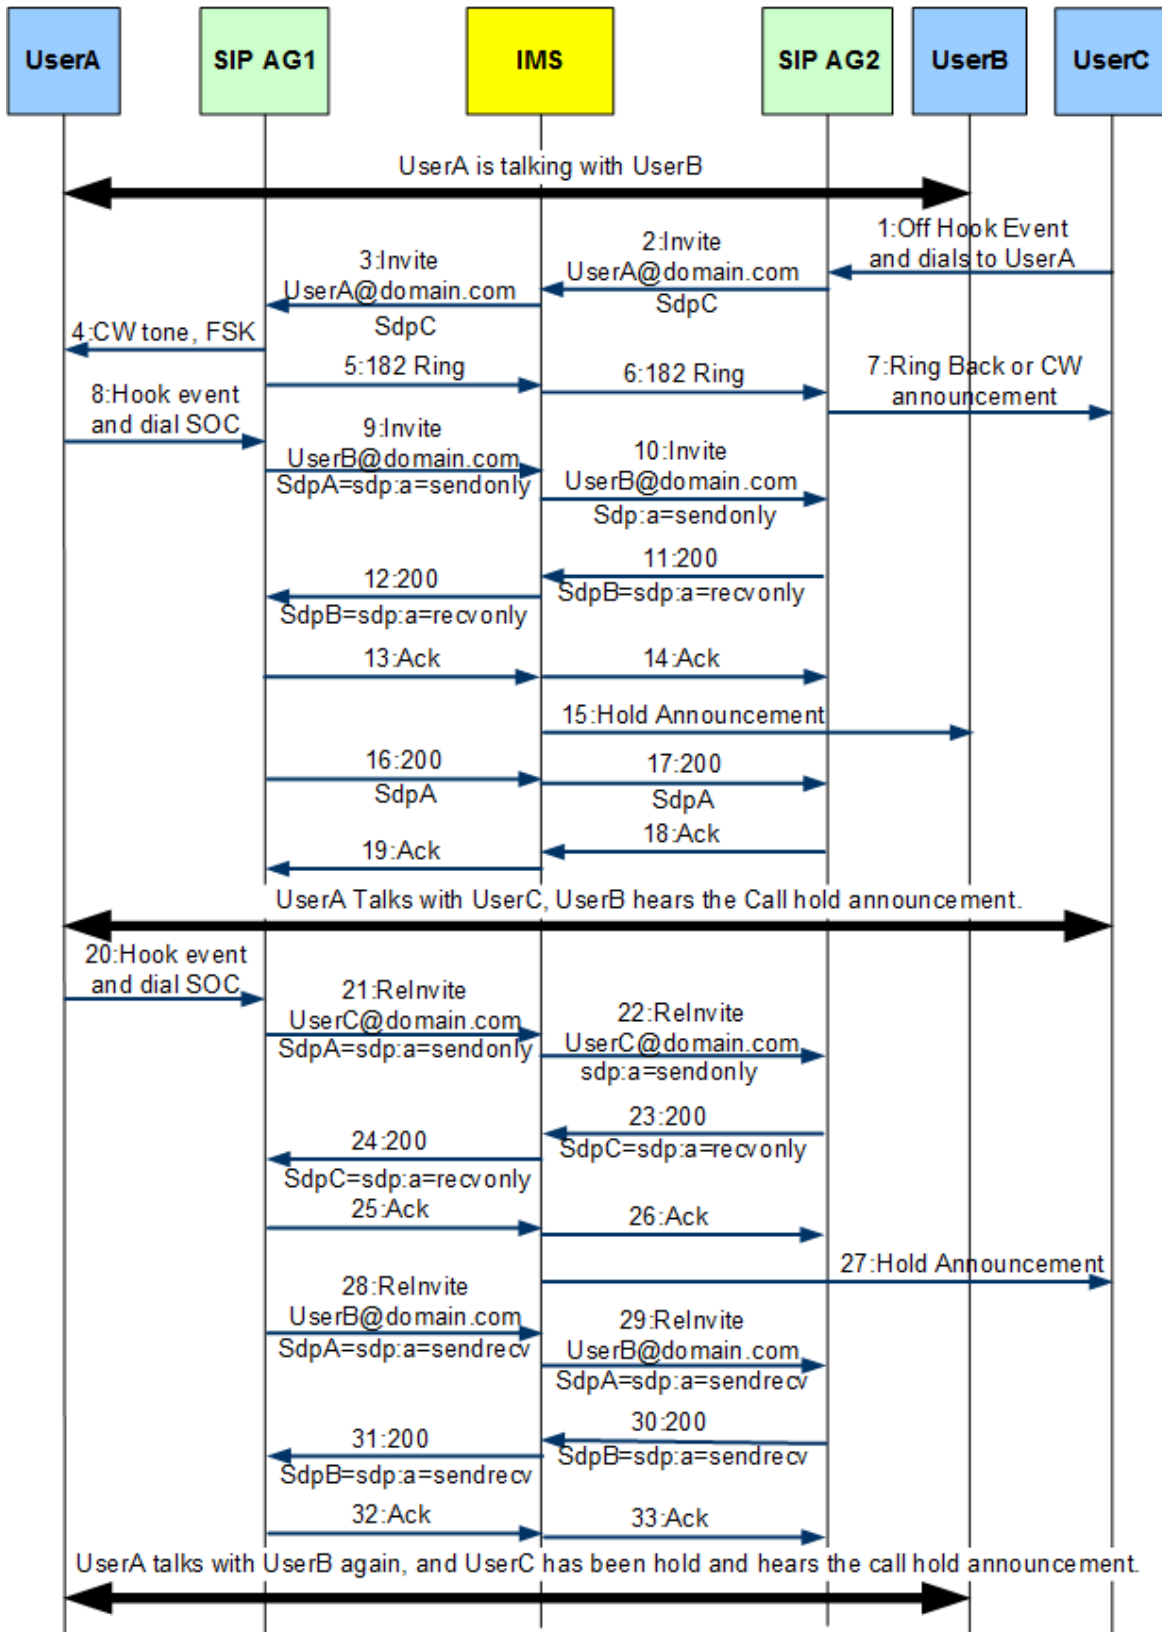 UserA
SIP AG1
IMS
SIP AG2
UserB
UserC
UserA is talking with UserB
1:Off Hook Event
and dials to UserA
2:Invite
UserA@domain.com
SdpC
3:Invite
UserA@domain.com
SdpC
4:CW tone, FSK
5:182 Ring
6:182 Ring
7:Ring Back or CW
announcement
8:Hook event
and dial SOC
9:Invite
UserB@domain.com
SdpA=sdp:a=sendonly
10:Invite
UserB@domain.com
Sdp:a=sendonly
11:200
SdpB=sdp:a=recvonly
12:200
SdpB=sdp:a=recvonly
13:Ack
14:Ack
15:Hold Announcement
16:200
SdpA
17:200
SdpA
18:Ack
19:Ack
UserA Talks with UserC, UserB hears the Call hold announcement.
20:Hook event
and dial SOC
21:ReInvite
UserC@domain.com
SdpA=sdp:a=sendonly
22:ReInvite
UserC@domain.com
sdp:a=sendonly
23:200
SdpC=sdp:a=recvonly
24:200
SdpC=sdp:a=recvonly
25:Ack
26:Ack
27:Hold Announcement
28:ReInvite
UserB@domain.com
SdpA=sdp:a=sendrecv
29:ReInvite
UserB@domain.com
SdpA=sdp:a=sendrecv
30:200
SdpB=sdp:a=sendrecv
31:200
SdpB=sdp:a=sendrecv
32:Ack
33:Ack
UserA talks with UserB again, and UserC has been hold and hears the call hold announcement.